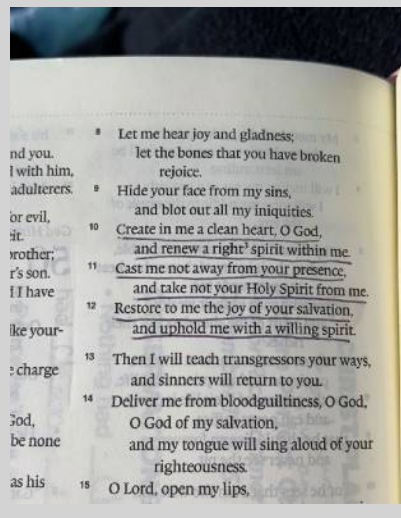 nd you.
l with him,
adulterers.
or evil,
it.
brother;
r's son.
f I have
ike your-
charge
God,
be none
as his
8 Let me hear joy and gladness;
let the bones that you have broken
rejoice.
9 Hide your face from my sins,
and blot out all my iniquities.
10 Create in me a clean heart, O God,
and renew a right³ spirit within me.
11 Cast me not away from your presence,
and take not your Holy Spirit from me.
12 Restore to me the joy of your salvation,
and uphold me with a willing spirit.
13 Then I will teach transgressors your ways,
and sinners will return to you.
14 Deliver me from bloodguiltiness, O God,
O God of my salvation,
and my tongue will sing aloud of your
righteousness.
15 O Lord, open my lips,